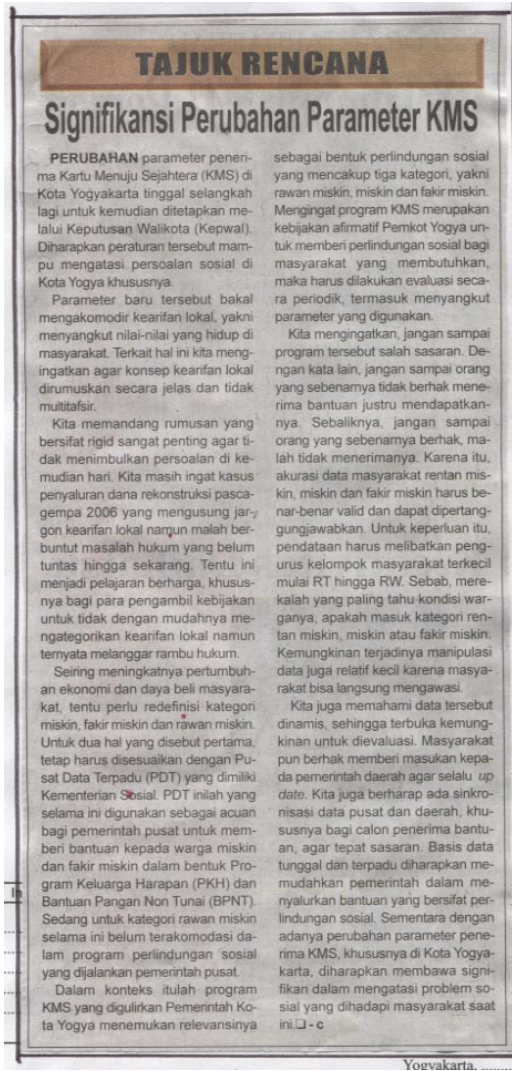 TAJUK RENCANA
Signifikansi Perubahan Parameter KMS
PERUBAHAN parameter peneri-
ma Kartu Menuju Sejahtera (KMS) di
Kota Yogyakarta tinggal selangkah
lagi untuk kemudian ditetapkan me-
lalui Keputusan Walikota (Kepwal).
Diharapkan peraturan tersebut mam-
pu mengatasi persoalan sosial di
Kota Yogya khususnya.
Parameter baru tersebut bakal
mengakomodir kearifan lokal, yakni
menyangkut nilai-nilai yang hidup di
masyarakat. Terkait hal ini kita meng-
ingatkan agar konsep kearifan lokal
dirumuskan secara jelas dan tidak
multitafsir.
Kita memandang rumusan yang
bersifat rigid sangat penting agar ti-
dak menimbulkan persoalan di ke-
mudian hari. Kita masih ingat kasus
penyaluran dana rekonstruksi pasca-
gempa 2006 yang mengusung jar-
gon kearifan lokal namun malah ber-
buntut masalah hukum yang belum
tuntas hingga sekarang. Tentu ini
menjadi pelajaran berharga, khusus-
nya bagi para pengambil kebijakan
untuk tidak dengan mudahnya me-
ngategorikan kearifan lokal namun
ternyata melanggar rambu hukum.
Seiring meningkatnya pertumbuh-
an ekonomi dan daya beli masyara-
kat, tentu perlu redefinisi kategori
miskin, fakir miskin dan rawan miskin.
Untuk dua hal yang disebut pertama,
tetap harus disesuaikan dengan Pu-
sat Data Terpadu (PDT) yang dimiliki
Kementerian Sosial. PDT inilah yang
selama ini digunakan sebagai acuan
bagi pemerintah pusat untuk mem-
beri bantuan kepada warga miskin
dan fakir miskin dalam bentuk Pro-
gram Keluarga Harapan (PKH) dan
Bantuan Pangan Non Tunai (BPNT).
Sedang untuk kategori rawan miskin
selama ini belum terakomodasi da-
lam program perlindungan sosial
yang dijalankan pemerintah pusat.
Dalam konteks itulah program
KMS yang digulirkan Pemerintah Ko-
ta Yogya menemukan relevansinya
sebagai bentuk perlindungan sosial
yang mencakup tiga kategori, yakni
rawan miskin, miskin dan fakir miskin.
Mengingat program KMS merupakan
kebijakan afirmatif Pemkot Yogya un-
tuk memberi perlindungan sosial bagi
masyarakat yang membutuhkan,
maka harus dilakukan evaluasi seca-
ra periodik, termasuk menyangkut
parameter yang digunakan.
Kita mengingatkan, jangan sampai
program tersebut salah sasaran. De-
ngan kata lain, jangan sampai orang
yang sebenarnya tidak berhak mene-
rima bantuan justru mendapatkan-
nya. Sebaliknya, jangan sampai
orang yang sebenarnya berhak, ma-
lah tidak menerimanya. Karena itu,
akurasi data masyarakat rentan mis-
kin, miskin dan fakir miskin harus be-
nar-benar valid dan dapat dipertang-
gungjawabkan. Untuk keperluan itu,
pendataan harus melibatkan peng-
urus kelompok masyarakat terkecil
mulai RT hingga RW. Sebab, mere-
kalah yang paling tahu kondisi war-
ganya, apakah masuk kategori ren-
tan miskin, miskin atau fakir miskin.
Kemungkinan terjadinya manipulasi
data juga relatif kecil karena masya-
rakat bisa langsung mengawasi.
Kita juga memahami data tersebut
dinamis, sehingga terbuka kemung-
kinan untuk dievaluasi. Masyarakat
pun berhak memberi masukan kepa-
da pemerintah daerah agar selalu up
date. Kita juga berharap ada sinkro-
nisasi data pusat dan daerah, khu-
susnya bagi calon penerima bantu-
an, agar tepat sasaran. Basis data
tunggal dan terpadu diharapkan me-
mudahkan pemerintah dalam me-
nyalurkan bantuan yang bersifat per-
lindungan sosial. Sementara dengan
adanya perubahan parameter pene-
rima KMS, khususnya di Kota Yogya-
karta, diharapkan membawa signi-
fikan dalam mengatasi problem so-
sial yang dihadapi masyarakat saat
ini.❑ - c
Yogyakarta, ........